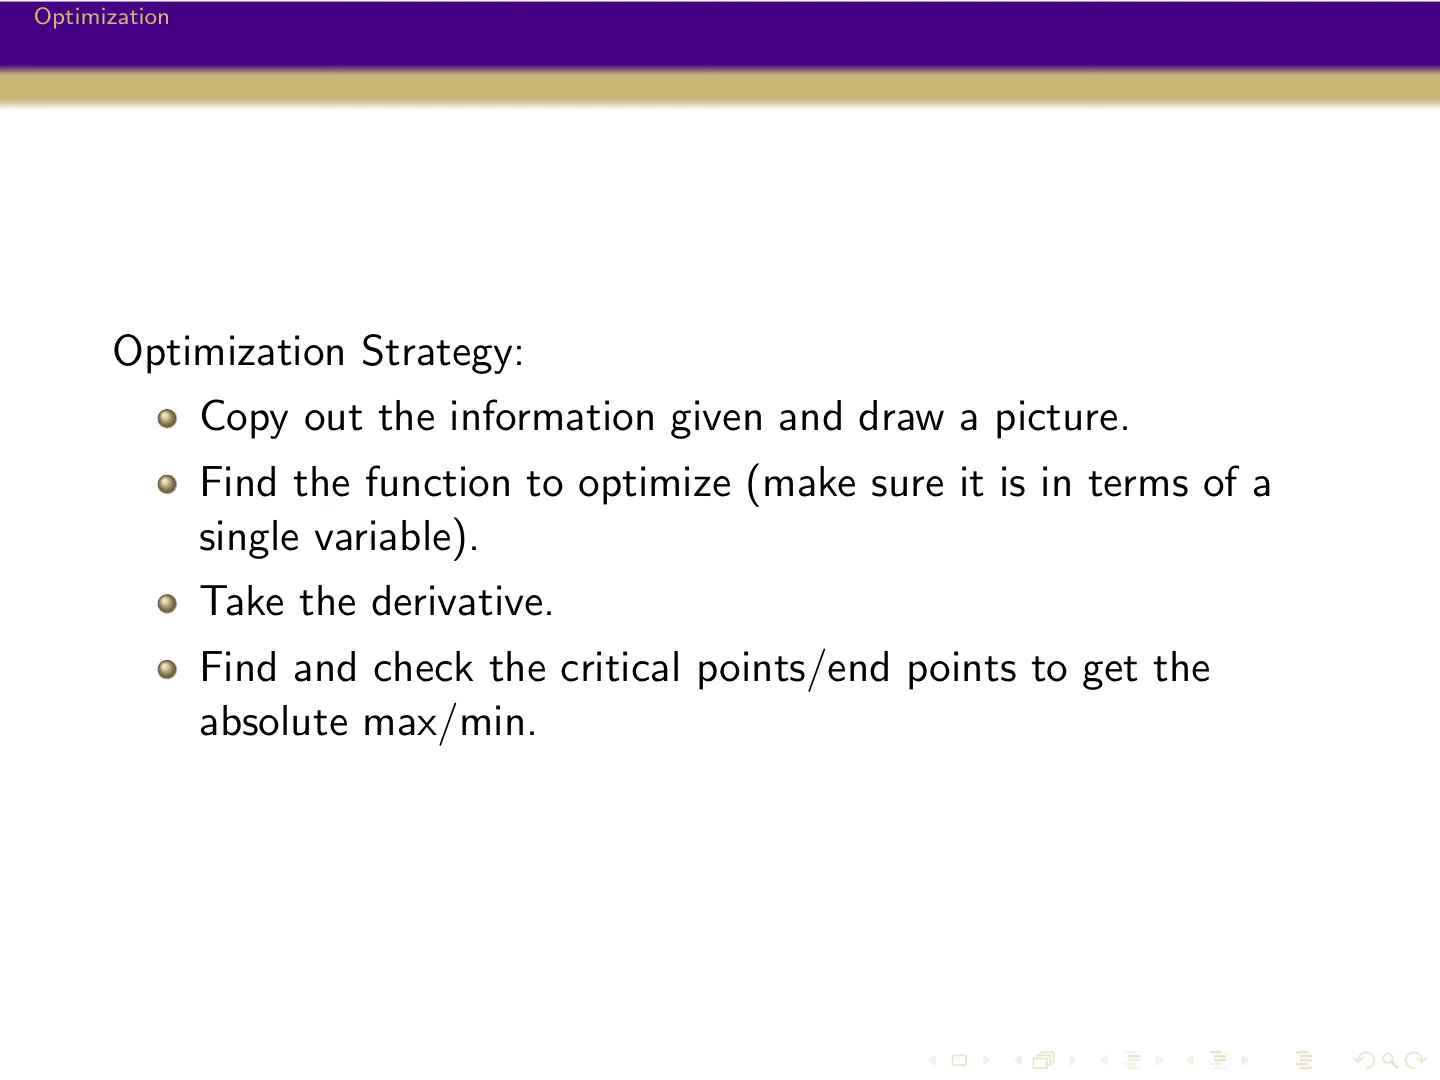 Optimization
Optimization Strategy:
Copy out the information given and draw a picture.
Find the function to optimize (make sure it is in terms of a
single variable).
Take the derivative.
Find and check the critical points/end points to get the
absolute max/min.